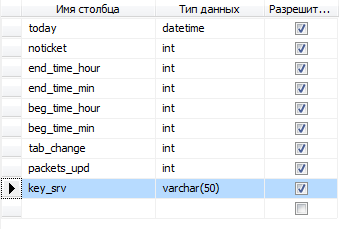 Имя столбца Тип данных Разрешит...
today datetime
noticket int
end_time_hour int
end_time_min int
beg_time_hour int
beg_time_min int
tab_change int
packets_upd int
key_srv varchar(50)